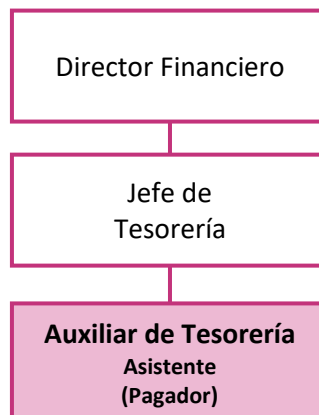 Director Financiero
Jefe de
Tesorería
Auxiliar de Tesorería
Asistente
(Pagador)